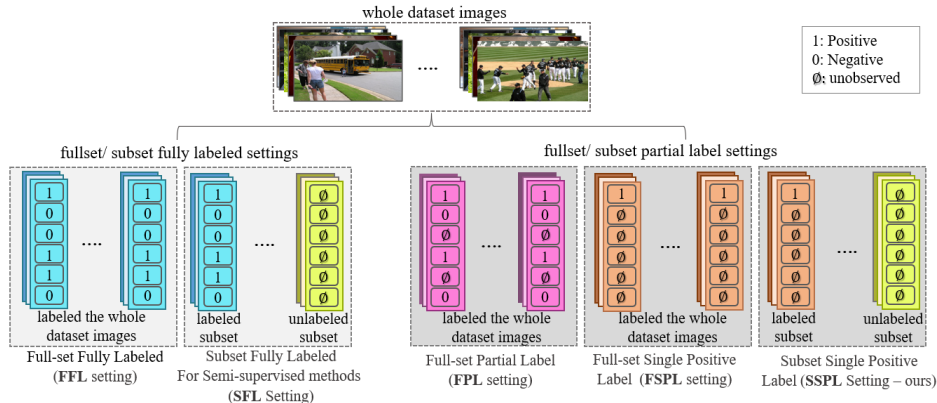 whole dataset images
....
1: Positive
0: Negative
Ø: unobserved
fullset/ subset fully labeled settings
fullset/ subset partial label settings
1
0
0
1
1
0
....
1
0
0
1
1
0
labeled the whole
dataset images
Full-set Fully Labeled
(FFL setting)
1
0
0
1
1
0
....
Ø
Ø
Ø
Ø
Ø
Ø
labeled
subset
unlabeled
subset
Subset Fully Labeled
For Semi-supervised methods
(SFL Setting)
1
0
Ø
1
Ø
0
....
1
0
Ø
1
Ø
0
labeled the whole
dataset images
Full-set Partial Label
(FPL setting)
1
Ø
Ø
Ø
Ø
Ø
....
1
Ø
Ø
Ø
Ø
Ø
labeled the whole
dataset images
Full-set Single Positive
Label (FSPL setting)
1
Ø
Ø
Ø
Ø
Ø
....
Ø
Ø
Ø
Ø
Ø
Ø
labeled
subset
unlabeled
subset
Subset Single Positive
Label (SSPL Setting – ours)